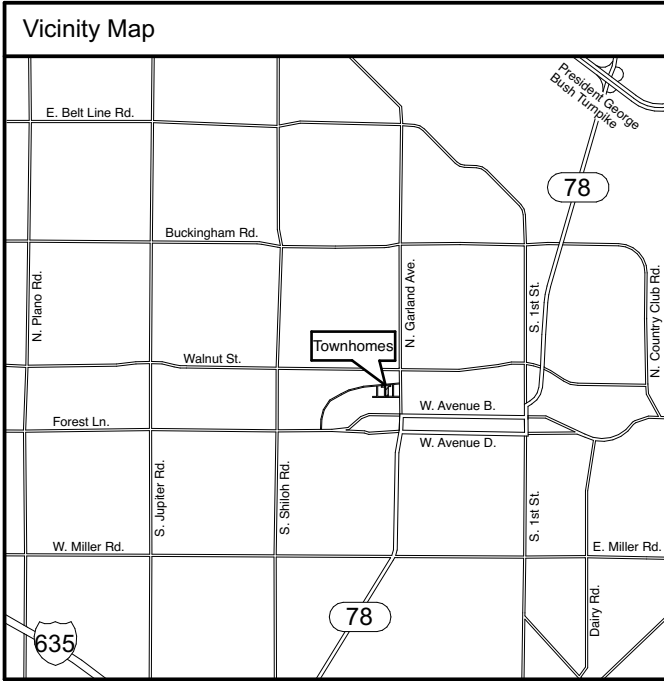 Vicinity Map
President George
Bush Turnpike
E. Belt Line Rd.
78
Buckingham Rd.
N. Plano Rd.
N. Garland Ave.
S. 1st St.
N. Country Club Rd.
Townhomes
Walnut St.
W. Avenue B.
Forest Ln.
W. Avenue D.
S. Jupiter Rd.
S. Shiloh Rd.
S. 1st St.
W. Miller Rd.
E. Miller Rd.
Dairy Rd.
78
635